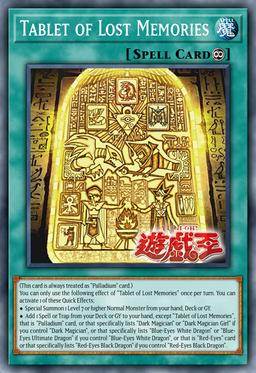 Tablet of Lost Memories
[Spell Card]
(This card is always treated as "Palladium" card.)
You can only use the following effect of "Tablet of Lost Memories" once per turn. You can
activate 1 of these Quick Effects;
● Special Summon 1 Level 7 or higher Normal Monster from your hand, Deck or GY.
● Add 1 Spell or Trap from your Deck or GY to your hand, except "Tablet of Lost Memories",
that is "Palladium" card, or that specifically lists "Dark Magician" or "Dark Magician Girl" if
you control "Dark Magician", or that specifically lists "Blue-Eyes White Dragon" or "Blue-
Eyes Ultimate Dragon" if you control "Blue-Eyes White Dragon", or that is "Red-Eyes" card
or that specifically lists "Red-Eyes Black Dragon" if you control "Red-Eyes Black Dragon".
遊戯王